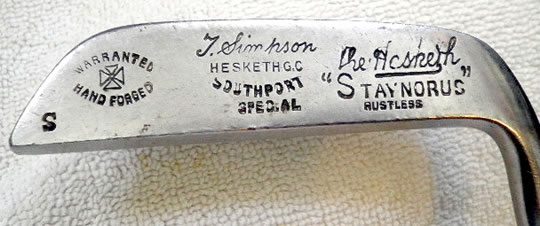 WARRANTED
HAND FORGED
S
T. Simpson
HESKETH G.C
SOUTHPORT
SPECIAL
The Hesketh
"STAYNORUS"
RUSTLESS